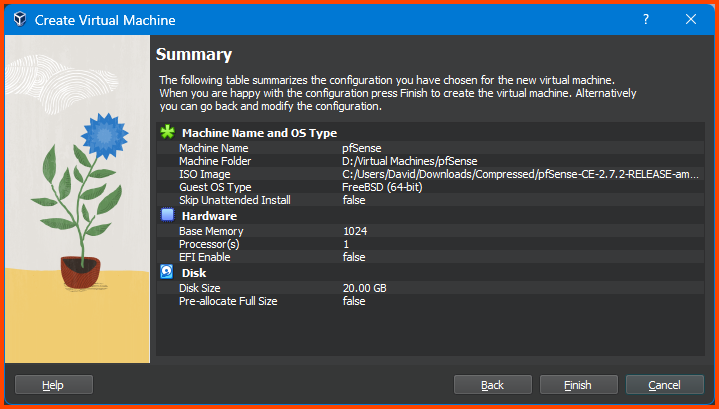 Create Virtual Machine
?
Summary
The following table summarizes the configuration you have chosen for the new virtual machine.
When you are happy with the configuration press Finish to create the virtual machine. Alternatively
you can go back and modify the configuration.
Machine Name and OS Type
Machine Name pfSense
Machine Folder D:/Virtual Machines/pfSense
ISO Image C:/Users/David/Downloads/Compressed/pfSense-CE-2.7.2-RELEASE-am...
Guest OS Type FreeBSD (64-bit)
Skip Unattended Install false
Hardware
Base Memory 1024
Processor(s) 1
EFI Enable false
Disk
Disk Size 20.00 GB
Pre-allocate Full Size false
Help Back Finish Cancel